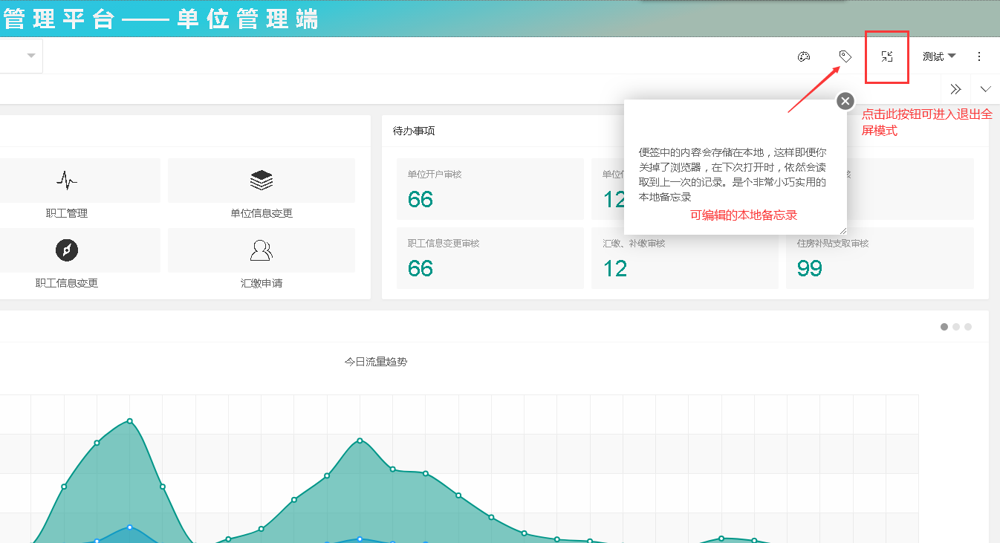 管理平台——单位管理端
测试
点击此按钮可进入退出全
屏模式
待办事项
便签中的内容会存储在本地，这样即便你
关掉了浏览器，在下次打开时，依然会读
取到上一次的记录。是个非常小巧实用的
本地备忘录
可编辑的本地备忘录
职工管理
单位信息变更
职工信息变更
汇缴申请
单位开户审核
66
单位信
12
核
职工信息变更审核
66
汇缴、补缴审核
12
住房补贴支取审核
99
今日流量趋势